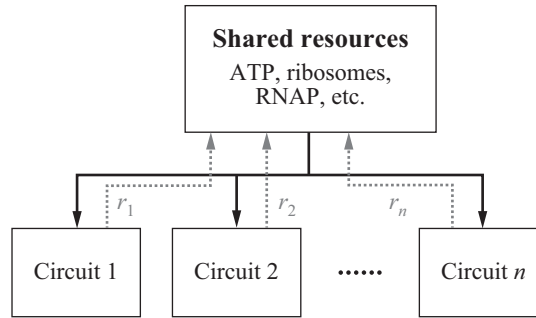 Shared resources
ATP, ribosomes,
RNAP, etc.
r1
r2
rn
Circuit 1
Circuit 2
......
Circuit n